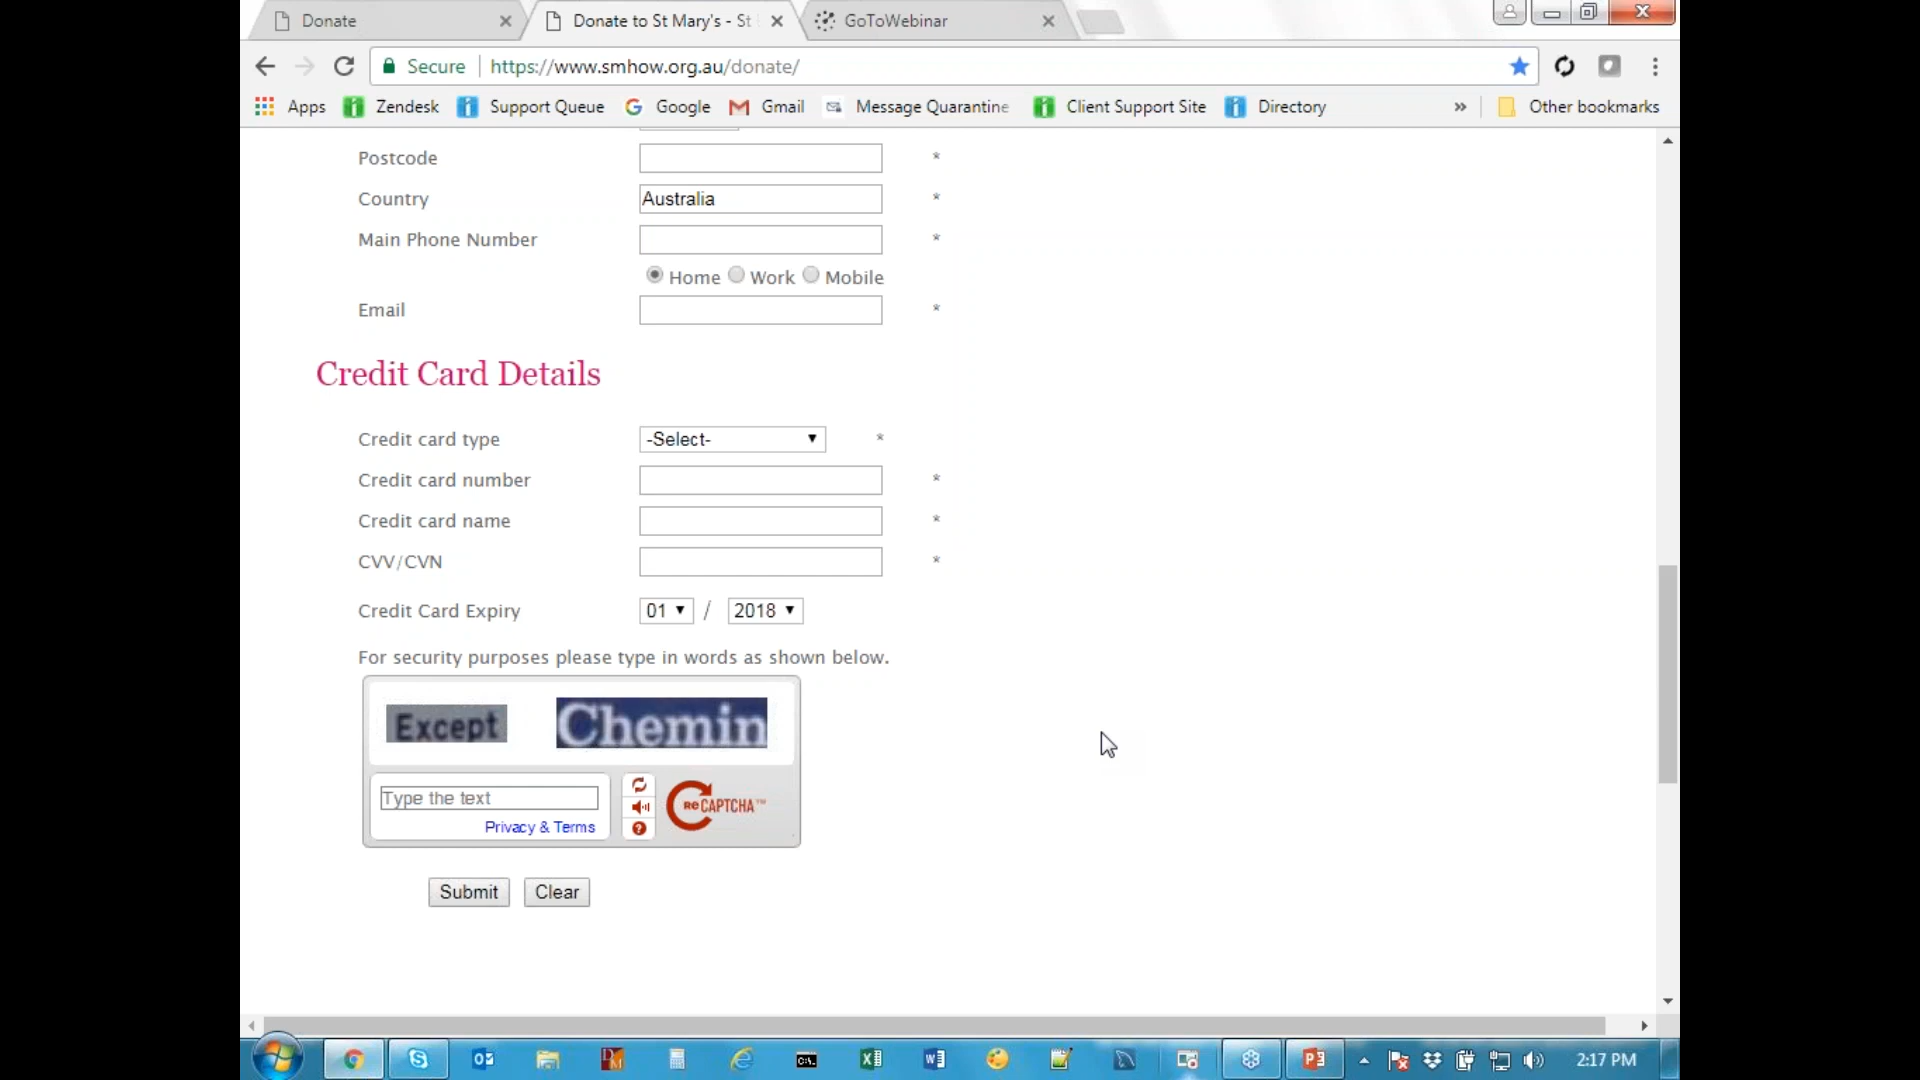 Donate
Donate to St Mary's - St
GoToWebinar
Secure https://www.smhow.org.au/donate/
Apps Zendesk Support Queue Google Gmail Message Quarantine Client Support Site Directory » Other bookmarks
Postcode *
Country Australia *
Main Phone Number *
Home Work Mobile
Email *
Credit Card Details
Credit card type -Select- *
Credit card number *
Credit card name *
CVV/CVN *
Credit Card Expiry 01 / 2018
For security purposes please type in words as shown below.
Except Chemin
Type the text
Privacy & Terms
ReCAPTCHA™
Submit Clear
2:17 PM